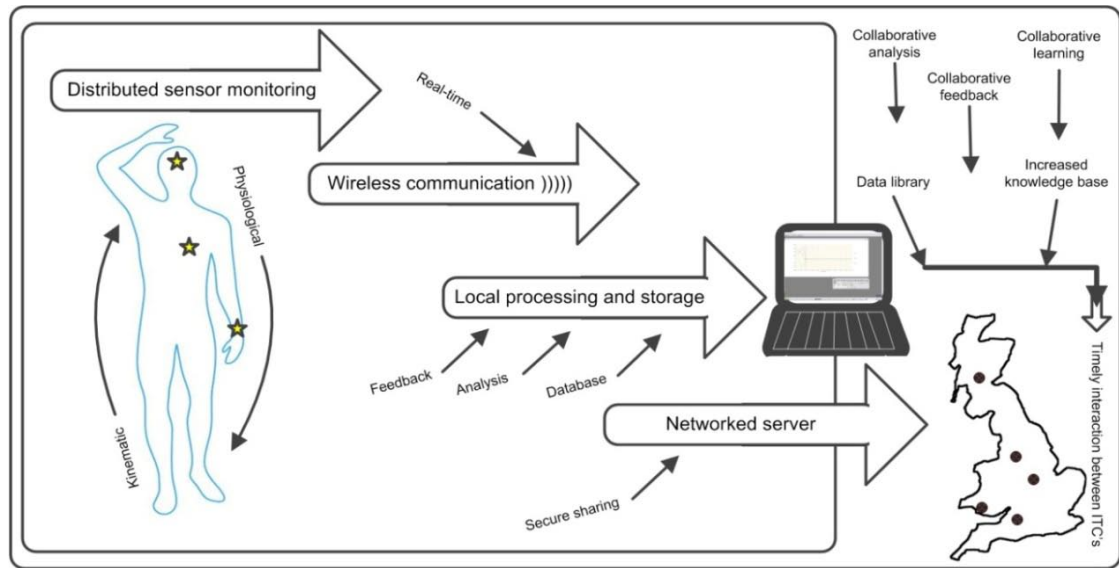 Distributed sensor monitoring
Real-time
Wireless communication )))))
Physiological
Kinematic
Local processing and storage
Feedback
Analysis
Database
Networked server
Secure sharing
Collaborative
analysis
Collaborative
feedback
Collaborative
learning
Data library
Increased
knowledge base
Timely interaction between ITC's